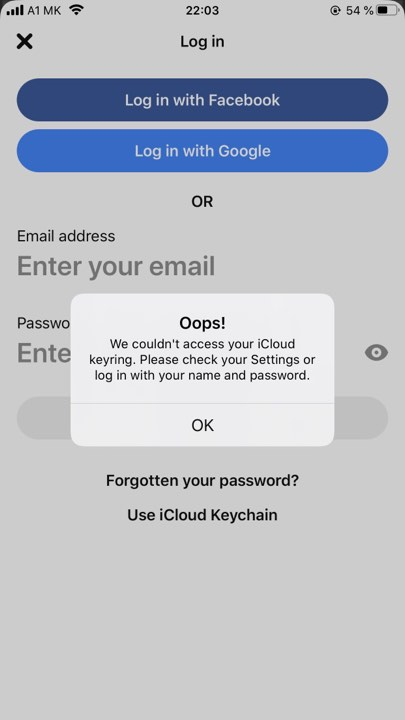 A1 MK 22:03 54 %
Log in
Log in with Facebook
Log in with Google
OR
Email address
Enter your email
Passwo
Ente
Oops!
We couldn't access your iCloud
keyring. Please check your Settings or
log in with your name and password.
OK
Forgotten your password?
Use iCloud Keychain